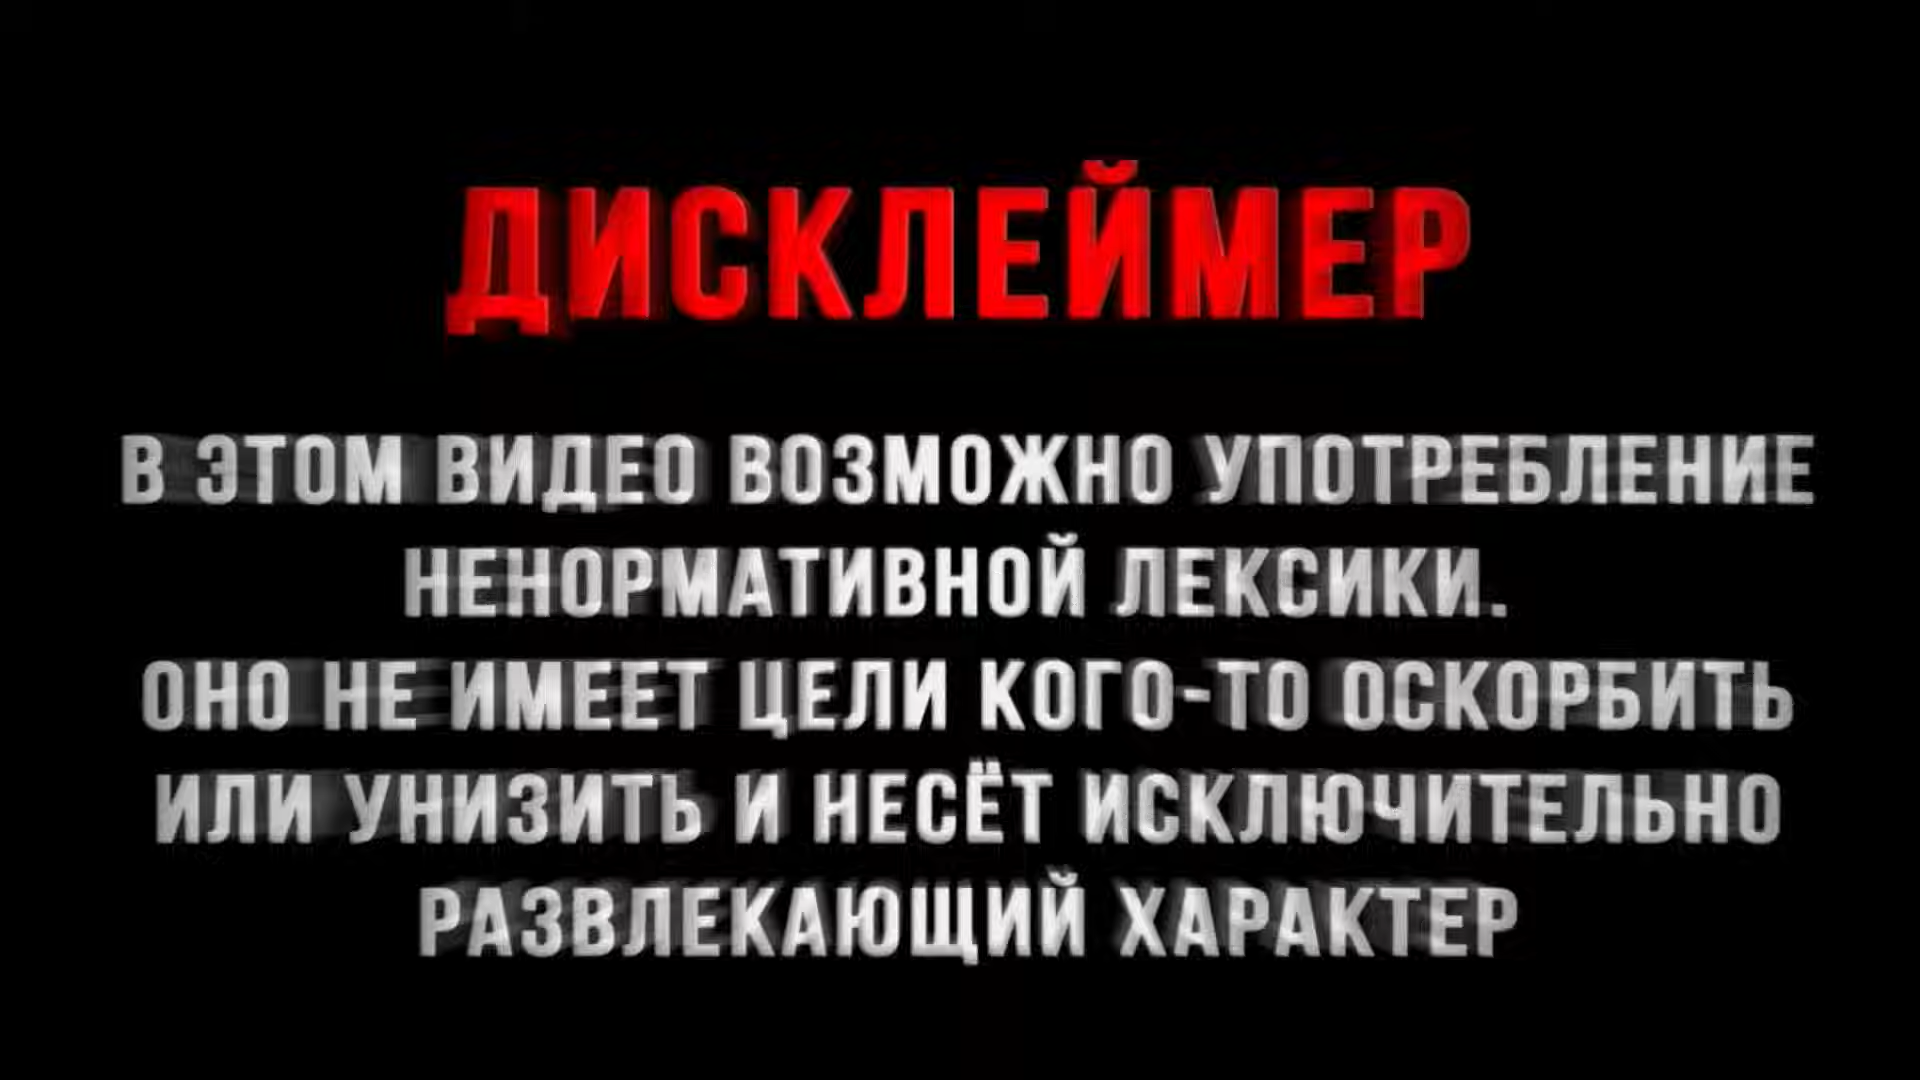 ДИСКЛЕЙМЕР
В ЭТОМ ВИДЕО ВОЗМОЖНО УПОТРЕБЛЕНИЕ
НЕНОРМАТИВНОЙ ЛЕКСИКИ.
ОНО НЕ ИМЕЕТ ЦЕЛИ КОГО-ТО ОСКОРБИТЬ
ИЛИ УНИЗИТЬ И НЕСЁТ ИСКЛЮЧИТЕЛЬНО
РАЗВЛЕКАЮЩИЙ ХАРАКТЕР